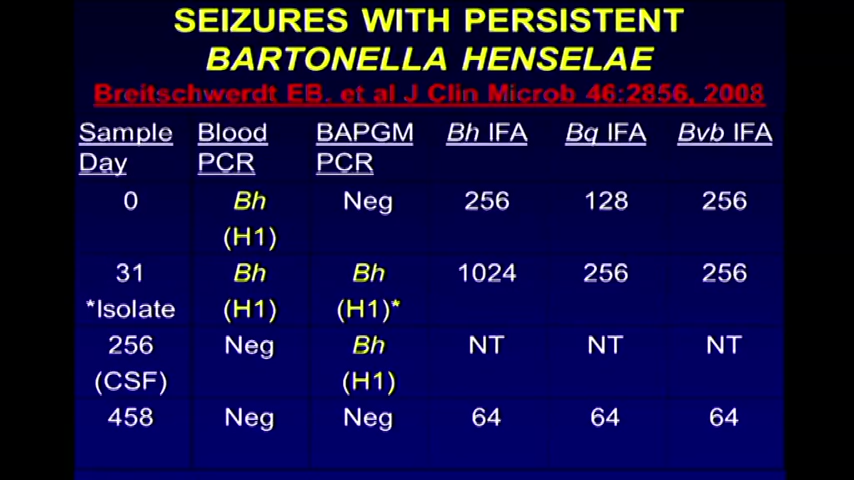 SEIZURES WITH PERSISTENT
BARTONELLA HENSELAE
Breitschwerdt EB. et al J Clin Microb 46:2856, 2008
Sample Day Blood PCR BAPGM PCR Bh IFA Bq IFA Bvb IFA
0 Bh (H1) Neg 256 128 256
31 *Isolate Bh (H1) Bh (H1)* 1024 256 256
256 (CSF) Neg Bh (H1) NT NT NT
458 Neg Neg 64 64 64